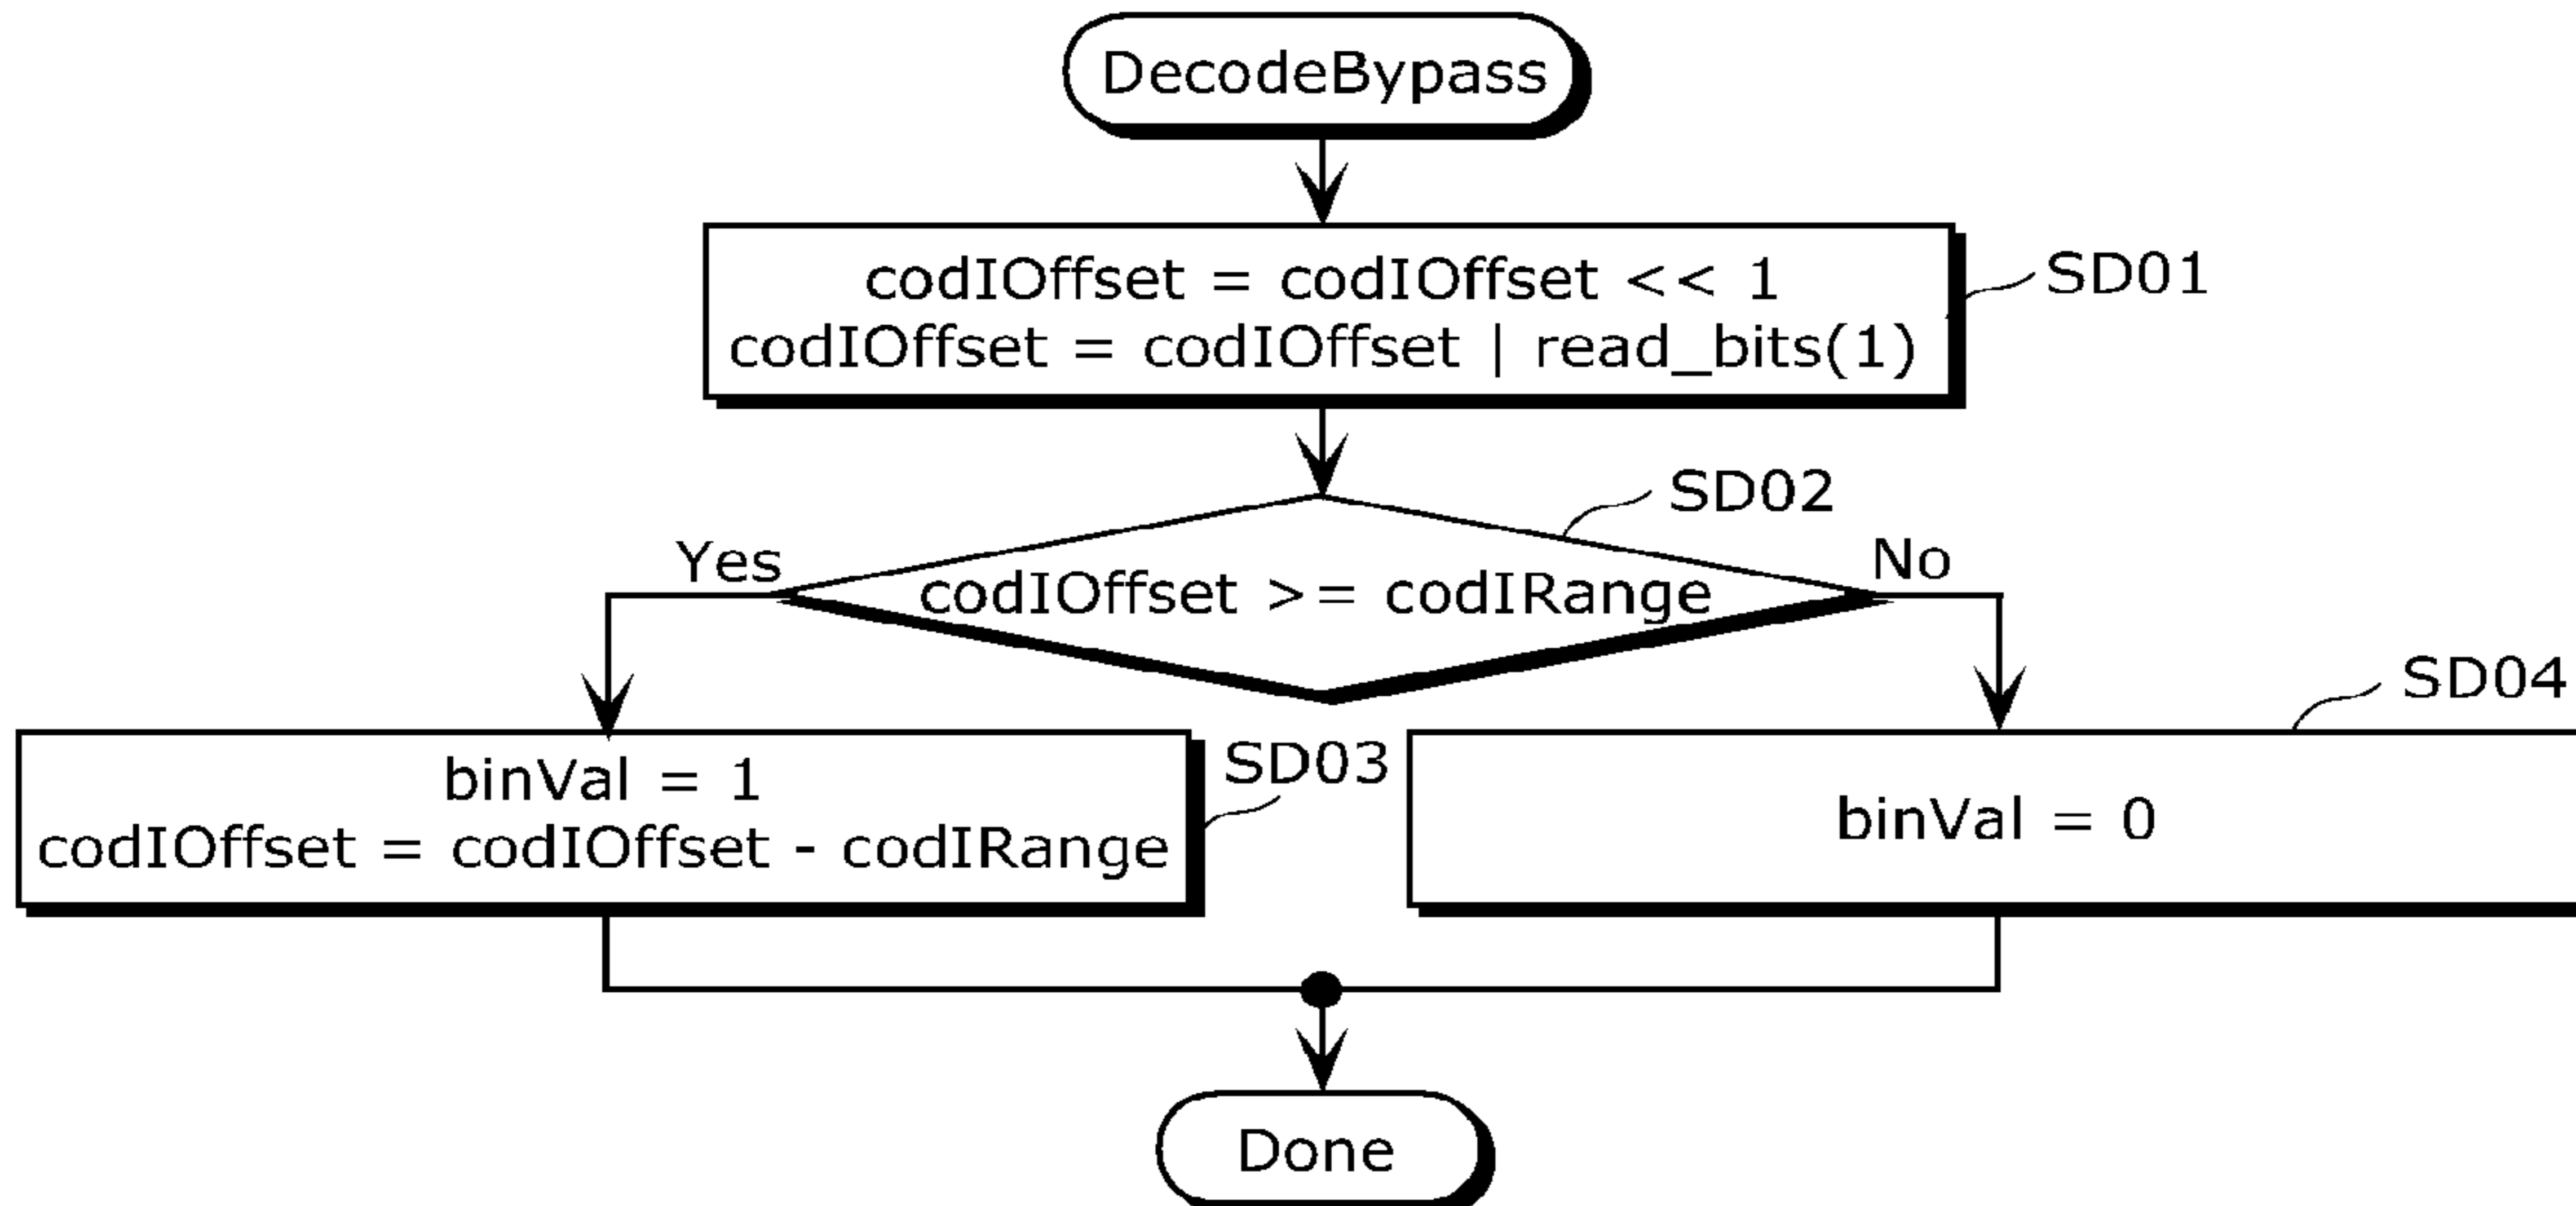 DecodeBypass
codIOffset = codIOffset << 1
codIOffset = codIOffset | read_bits(1)
SD01
SD02
Yes
codIOffset >= codIRange
No
SD03
binVal = 1
codIOffset = codIOffset - codIRange
SD04
binVal = 0
Done